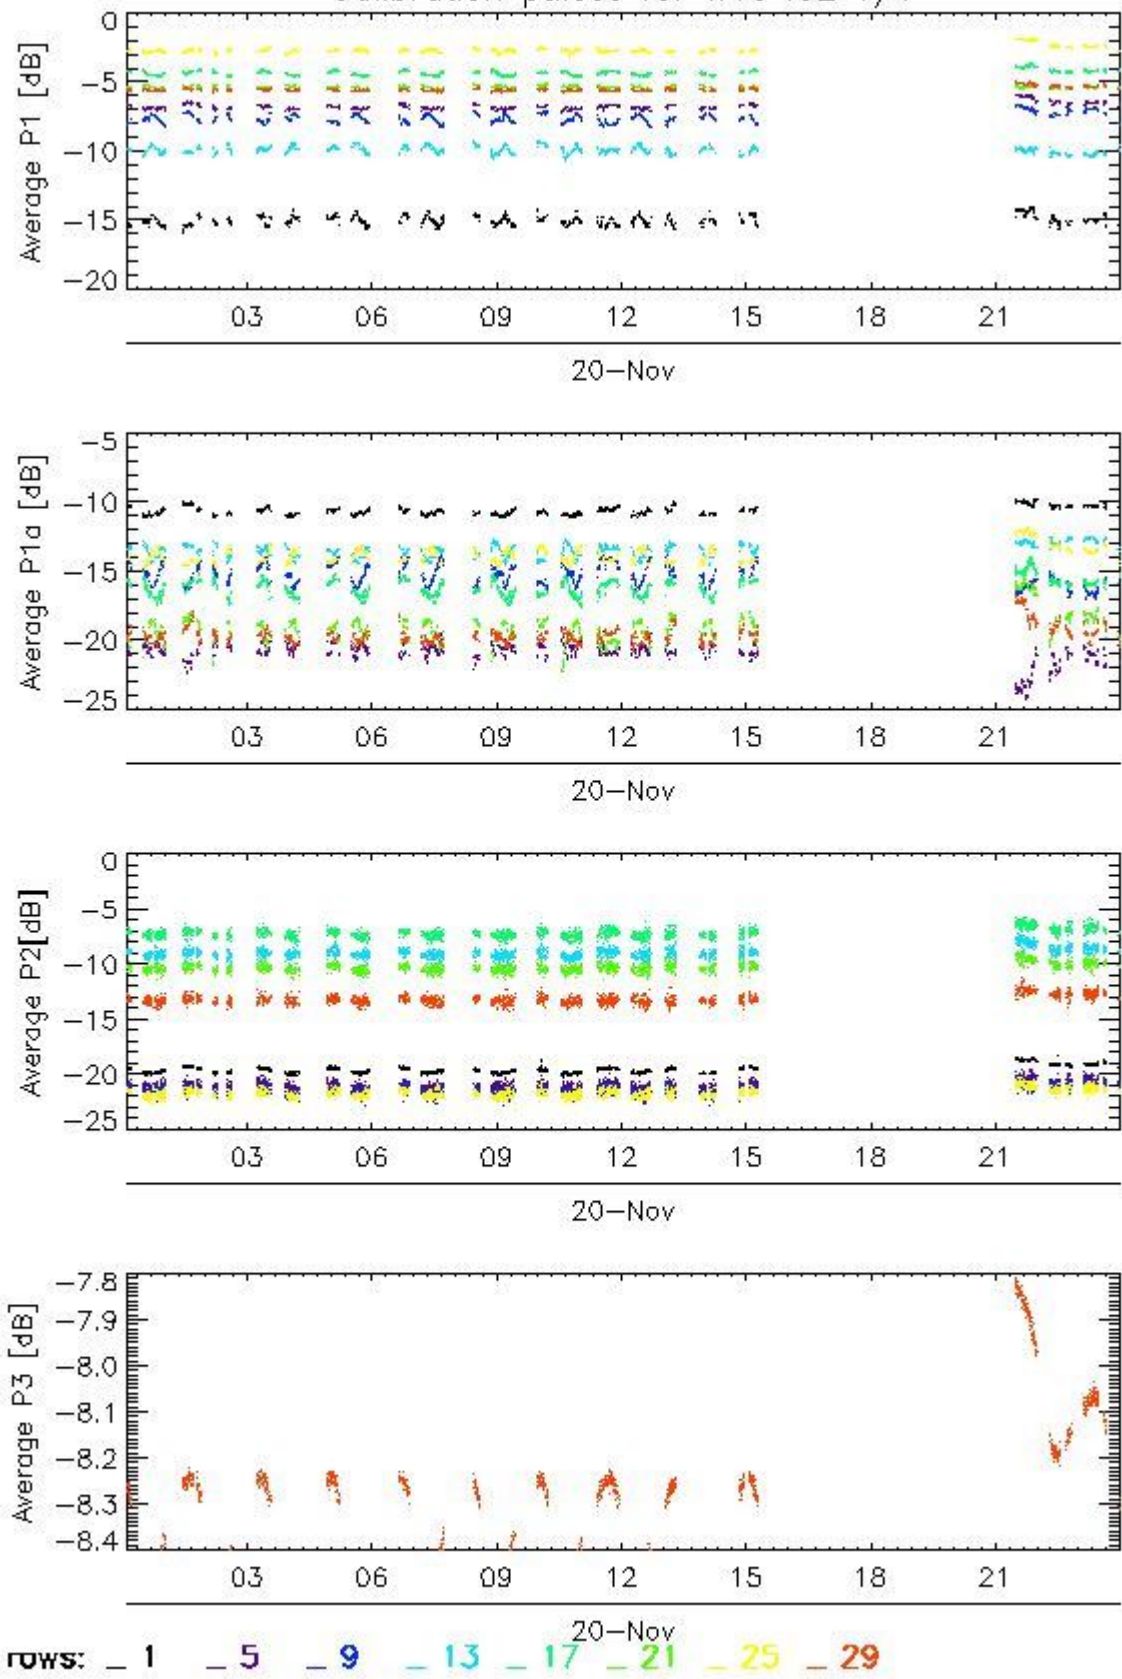 Calibration pulses for
0
−5
−10
−15
−20
Average P1 [dB]
03 06 09 12 15 18 21
20−Nov
−5
−10
−15
−20
−25
Average P1a [dB]
03 06 09 12 15 18 21
20−Nov
0
−5
−10
−15
−20
−25
Average P2[dB]
03 06 09 12 15 18 21
20−Nov
−7.8
−7.9
−8.0
−8.1
−8.2
−8.3
−8.4
Average P3 [dB]
03 06 09 12 15 18 21
20−Nov
rows: _ 1 _ 5 _ 9 _ 13 _ 17 _ 21 _ 25 _ 29